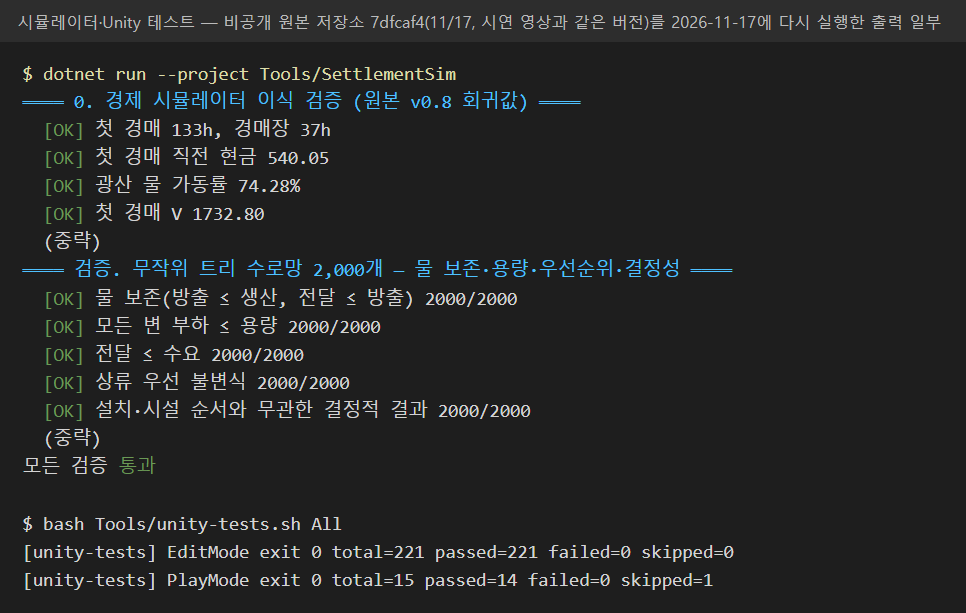 시뮬레이터·Unity 테스트 — 비공개 원본 저장소 7dfcaf4(11/17, 시연 영상과 같은 버전)를 2026-11-17에 다시 실행한 출력 일부
$ dotnet run --project Tools/SettlementSim
════ 0. 경제 시뮬레이터 이식 검증 (원본 v0.8 회귀값) ════
[OK] 첫 경매 133h, 경매장 37h
[OK] 첫 경매 직전 현금 540.05
[OK] 광산 물 가동률 74.28%
[OK] 첫 경매 V 1732.80
(중략)
════ 검증. 무작위 트리 수로망 2,000개 — 물 보존·용량·우선순위·결정성 ════
[OK] 물 보존(방출 ≤ 생산, 전달 ≤ 방출) 2000/2000
[OK] 모든 변 부하 ≤ 용량 2000/2000
[OK] 전달 ≤ 수요 2000/2000
[OK] 상류 우선 불변식 2000/2000
[OK] 설치·시설 순서와 무관한 결정적 결과 2000/2000
(중략)
모든 검증 통과
$ bash Tools/unity-tests.sh All
[unity-tests] EditMode exit 0 total=221 passed=221 failed=0 skipped=0
[unity-tests] PlayMode exit 0 total=15 passed=14 failed=0 skipped=1